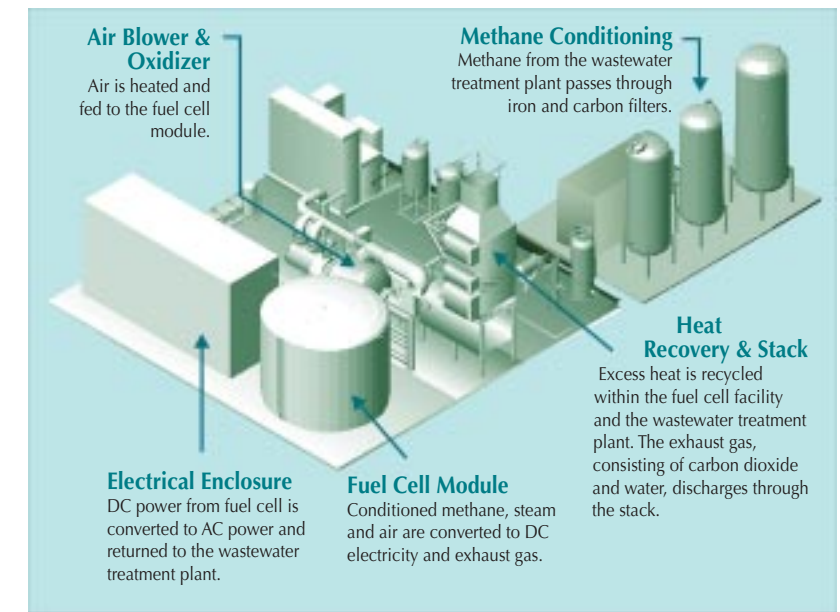 Air Blower &
Oxidizer
Air is heated and
fed to the fuel cell
module.
Methane Conditioning
Methane from the wastewater
treatment plant passes through
iron and carbon filters.
Heat
Recovery & Stack
Excess heat is recycled
within the fuel cell facility
and the wastewater treatment
plant. The exhaust gas,
consisting of carbon dioxide
and water, discharges through
the stack.
Electrical Enclosure
DC power from fuel cell is
converted to AC power and
returned to the wastewater
treatment plant.
Fuel Cell Module
Conditioned methane, steam
and air are converted to DC
electricity and exhaust gas.